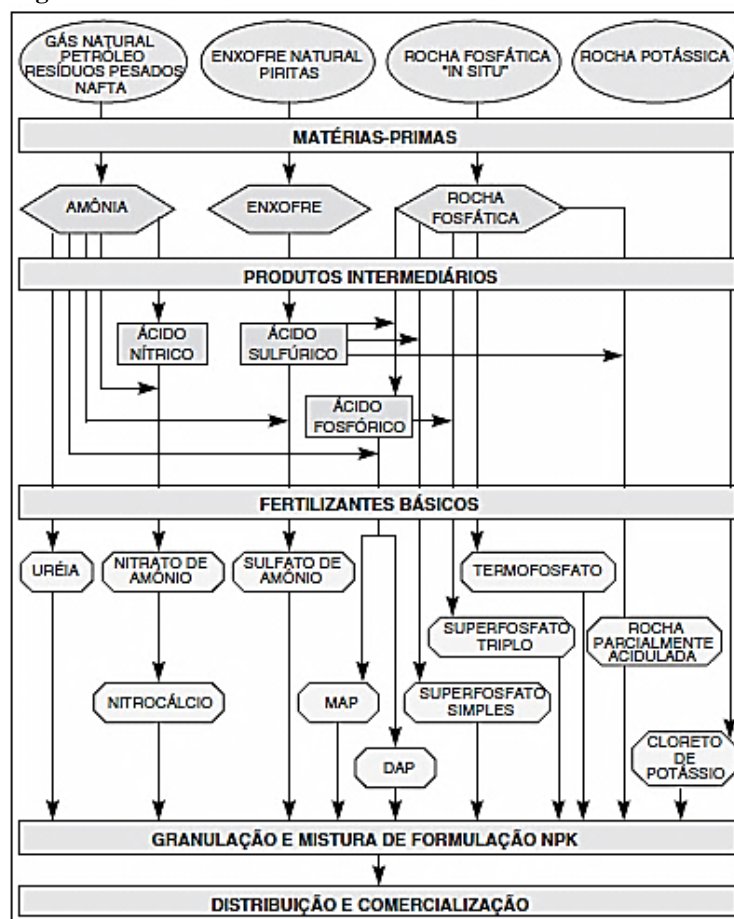 GÁS NATURAL
PETRÓLEO
RESÍDUOS PESADOS
NAFTA
ENXOFRE NATURAL
PIRITAS
ROCHA FOSFÁTICA
"IN SITU"
ROCHA POTÁSSICA
MATÉRIAS-PRIMAS
AMÔNIA
ENXOFRE
ROCHA
FOSFÁTICA
PRODUTOS INTERMEDIÁRIOS
ÁCIDO
NÍTRICO
ÁCIDO
SULFÚRICO
ÁCIDO
FOSFÓRICO
FERTILIZANTES BÁSICOS
URÉIA
NITRATO DE
AMÔNIO
SULFATO DE
AMÔNIO
TERMOFOSFATO
SUPERFOSFATO
TRIPLO
ROCHA
PARCIALMENTE
ACIDULADA
NITROCÁLCIO
MAP
SUPERFOSFATO
SIMPLES
DAP
CLORETO
DE
POTÁSSIO
GRANULAÇÃO E MISTURA DE FORMULAÇÃO NPK
DISTRIBUIÇÃO E COMERCIALIZAÇÃO